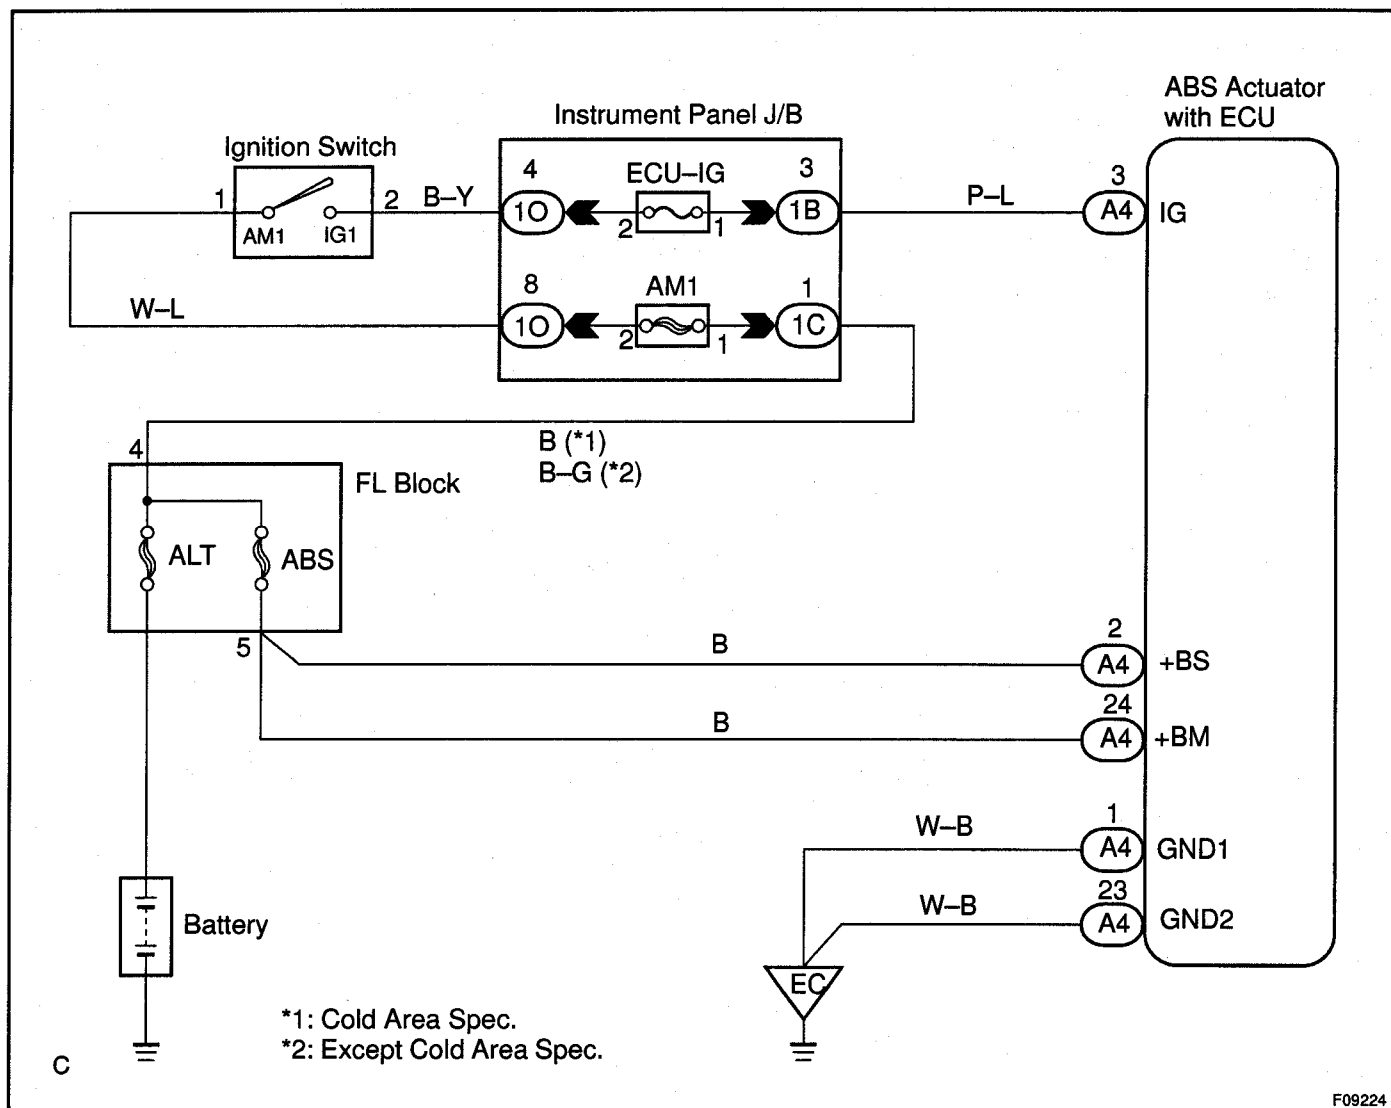 ABS Actuator
with ECU
Instrument Panel J/B
Ignition Switch
4
ECU–IG
3
3
1
2
B–Y
1O
2
1
1B
P–L
A4
IG
AM1
IG1
8
AM1
1
W–L
1O
2
1
1C
B (*1)
B–G (*2)
4
FL Block
ALT
ABS
5
B
2
A4
+BS
B
24
A4
+BM
W–B
1
A4
GND1
W–B
23
A4
GND2
Battery
EC
*1: Cold Area Spec.
*2: Except Cold Area Spec.
C
F09224